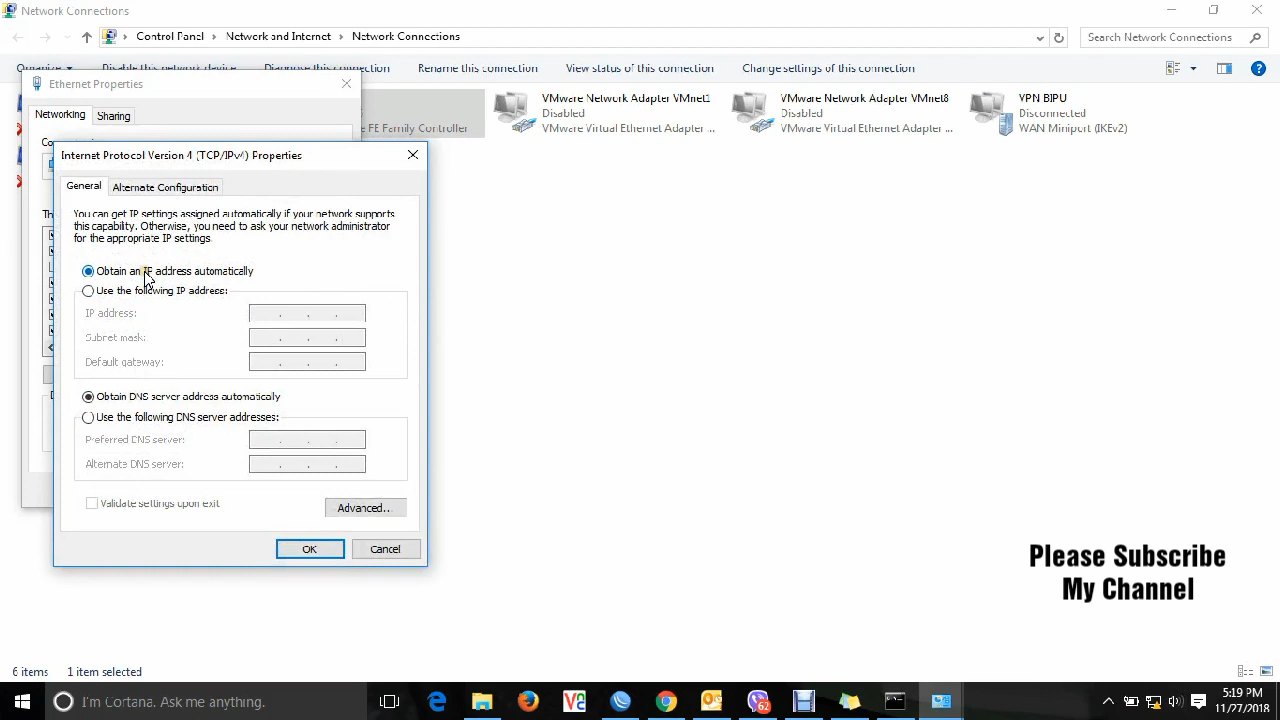 Network Connections
Control Panel > Network and Internet > Network Connections
Search Network Connections
Organize Disable this network device Diagnose this connection Rename this connection View status of this connection Change settings of this connection
Ethernet Properties
Networking Sharing
FE Family Controller
VMware Network Adapter VMnet1
Disabled
VMware Virtual Ethernet Adapter ...
VMware Network Adapter VMnet8
Disabled
VMware Virtual Ethernet Adapter ...
VPN BIPU
Disconnected
WAN Miniport (IKEv2)
Internet Protocol Version 4 (TCP/IPv4) Properties
General Alternate Configuration
You can get IP settings assigned automatically if your network supports
this capability. Otherwise, you need to ask your network administrator
for the appropriate IP settings.
Obtain an IP address automatically
Use the following IP address:
IP address:
Subnet mask:
Default gateway:
Obtain DNS server address automatically
Use the following DNS server addresses:
Preferred DNS server:
Alternate DNS server:
Validate settings upon exit
Advanced...
OK Cancel
Please Subscribe
My Channel
6 items 1 item selected
I'm Cortana. Ask me anything.
62
5:19 PM
11/27/2018